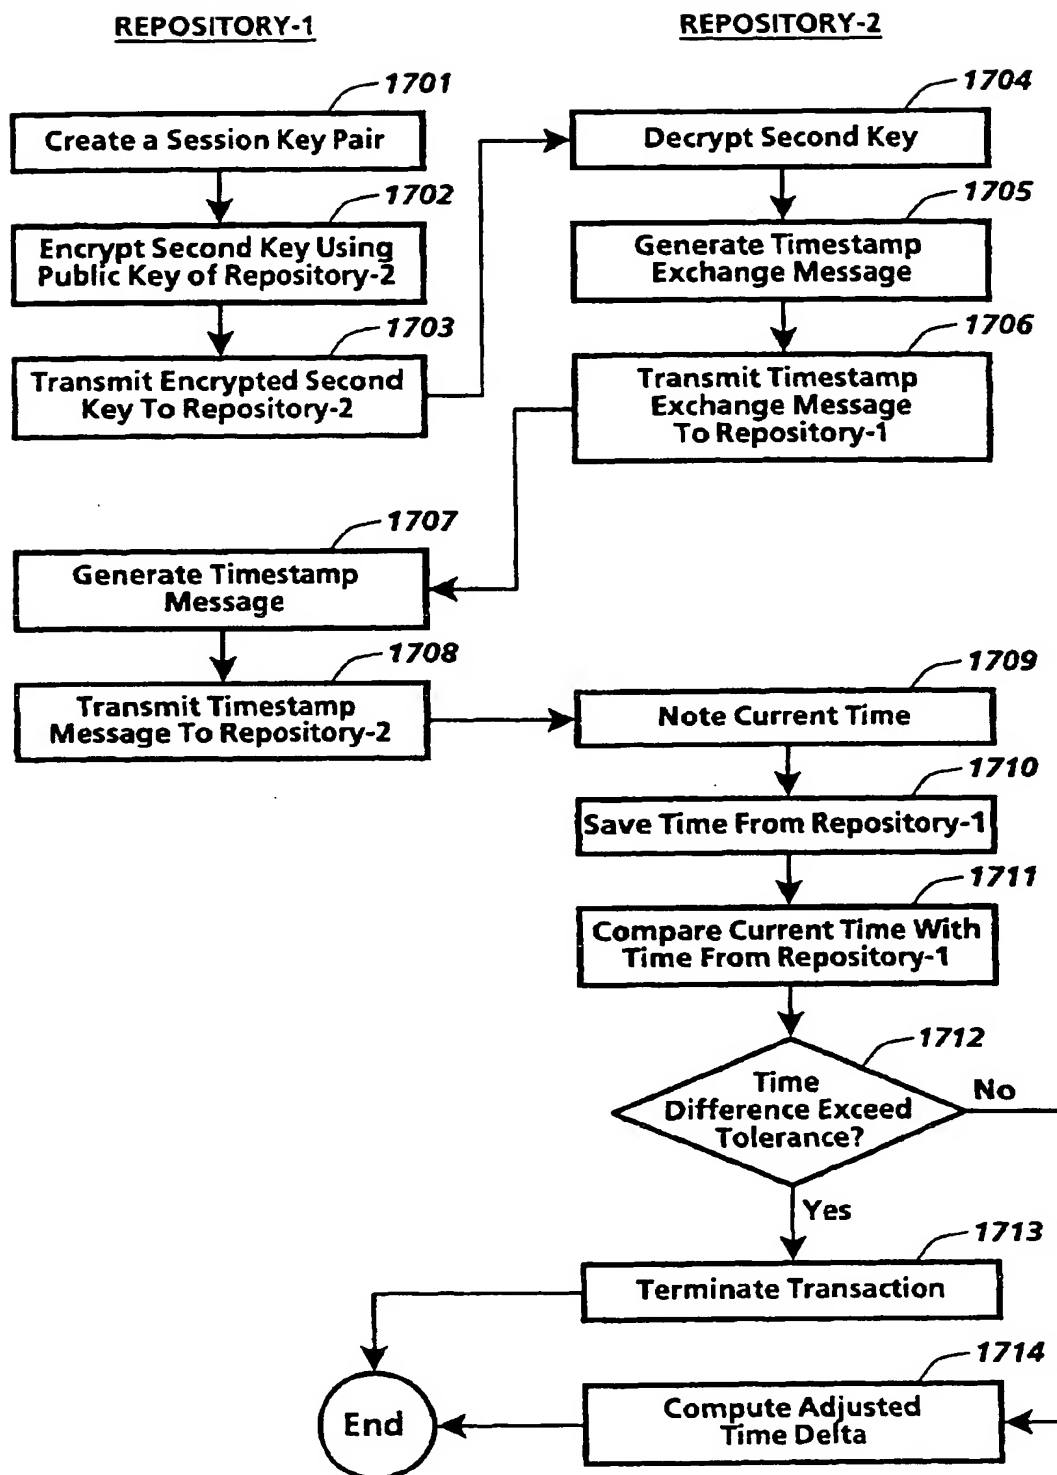 REPOSITORY-1
REPOSITORY-2
1701
Create a Session Key Pair
1702
Encrypt Second Key Using
Public Key of Repository-2
1703
Transmit Encrypted Second
Key To Repository-2
1704
Decrypt Second Key
1705
Generate Timestamp
Exchange Message
1706
Transmit Timestamp
Exchange Message
To Repository-1
1707
Generate Timestamp
Message
1708
Transmit Timestamp
Message To Repository-2
1709
Note Current Time
1710
Save Time From Repository-1
1711
Compare Current Time With
Time From Repository-1
1712
Time
Difference Exceed
Tolerance?
No
Yes
1713
Terminate Transaction
1714
Compute Adjusted
Time Delta
End